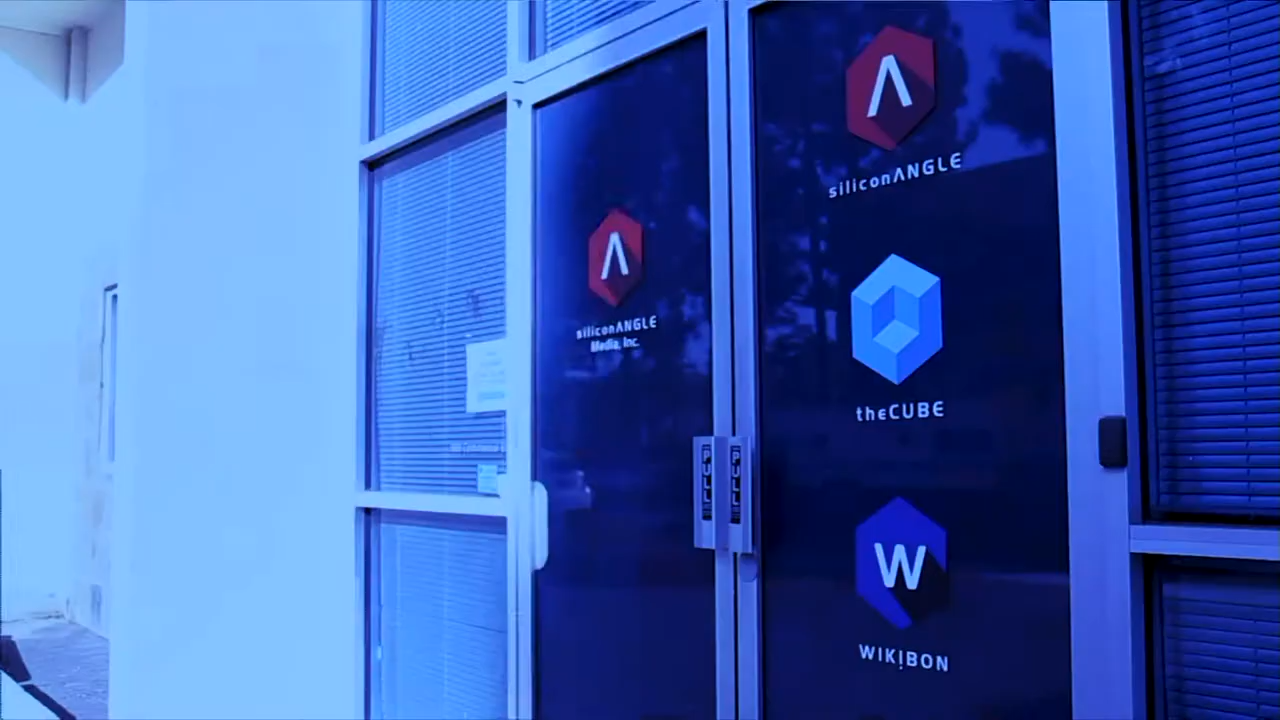 siliconANGLE
Media, Inc.
PULL
PULL
siliconANGLE
theCUBE
W
WIKIBON